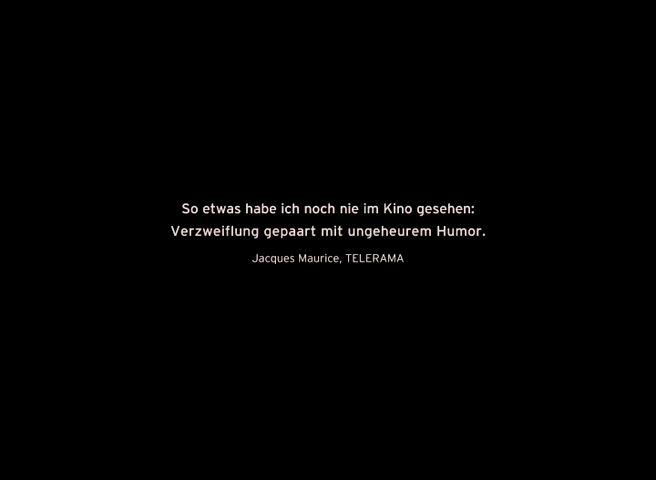 So etwas habe ich noch nie im Kino gesehen:
Verzweiflung gepaart mit ungeheurem Humor.
Jacques Maurice, TELERAMA